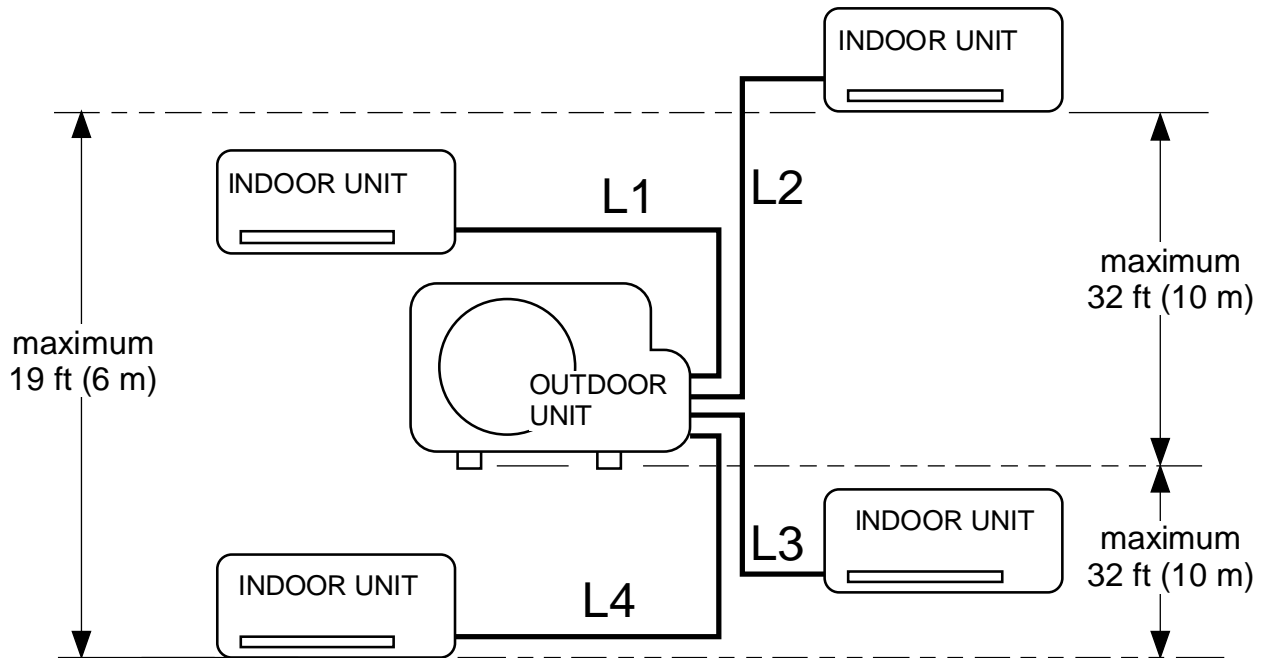 INDOOR UNIT
INDOOR UNIT
L1
L2
maximum
32 ft (10 m)
maximum
19 ft (6 m)
OUTDOOR
UNIT
INDOOR UNIT
L3
maximum
32 ft (10 m)
INDOOR UNIT
L4